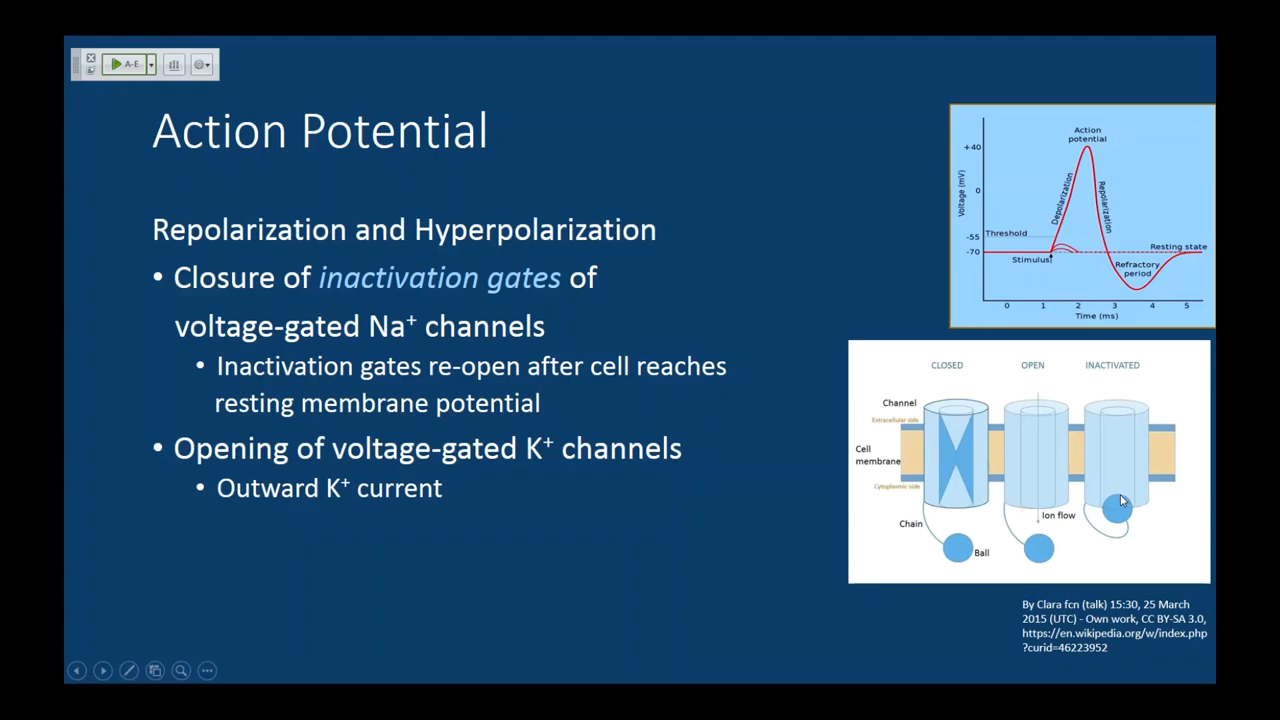 A-E
Action Potential
Repolarization and Hyperpolarization
• Closure of inactivation gates of
voltage-gated Na⁺ channels
• Inactivation gates re-open after cell reaches
resting membrane potential
• Opening of voltage-gated K⁺ channels
• Outward K⁺ current
Action
potential
+40
Voltage (mV)
0
Depolarization
Repolarization
-55
Threshold
-70
Resting state
Stimulus
Refractory
period
0 1 2 3 4 5
Time (ms)
CLOSED OPEN INACTIVATED
Channel
Extracellular side
Cell
membrane
Cytoplasmic side
Ion flow
Chain
Ball
By Clara fcn (talk) 15:30, 25 March
2015 (UTC) - Own work, CC BY-SA 3.0,
https://en.wikipedia.org/w/index.php
?curid=46223952